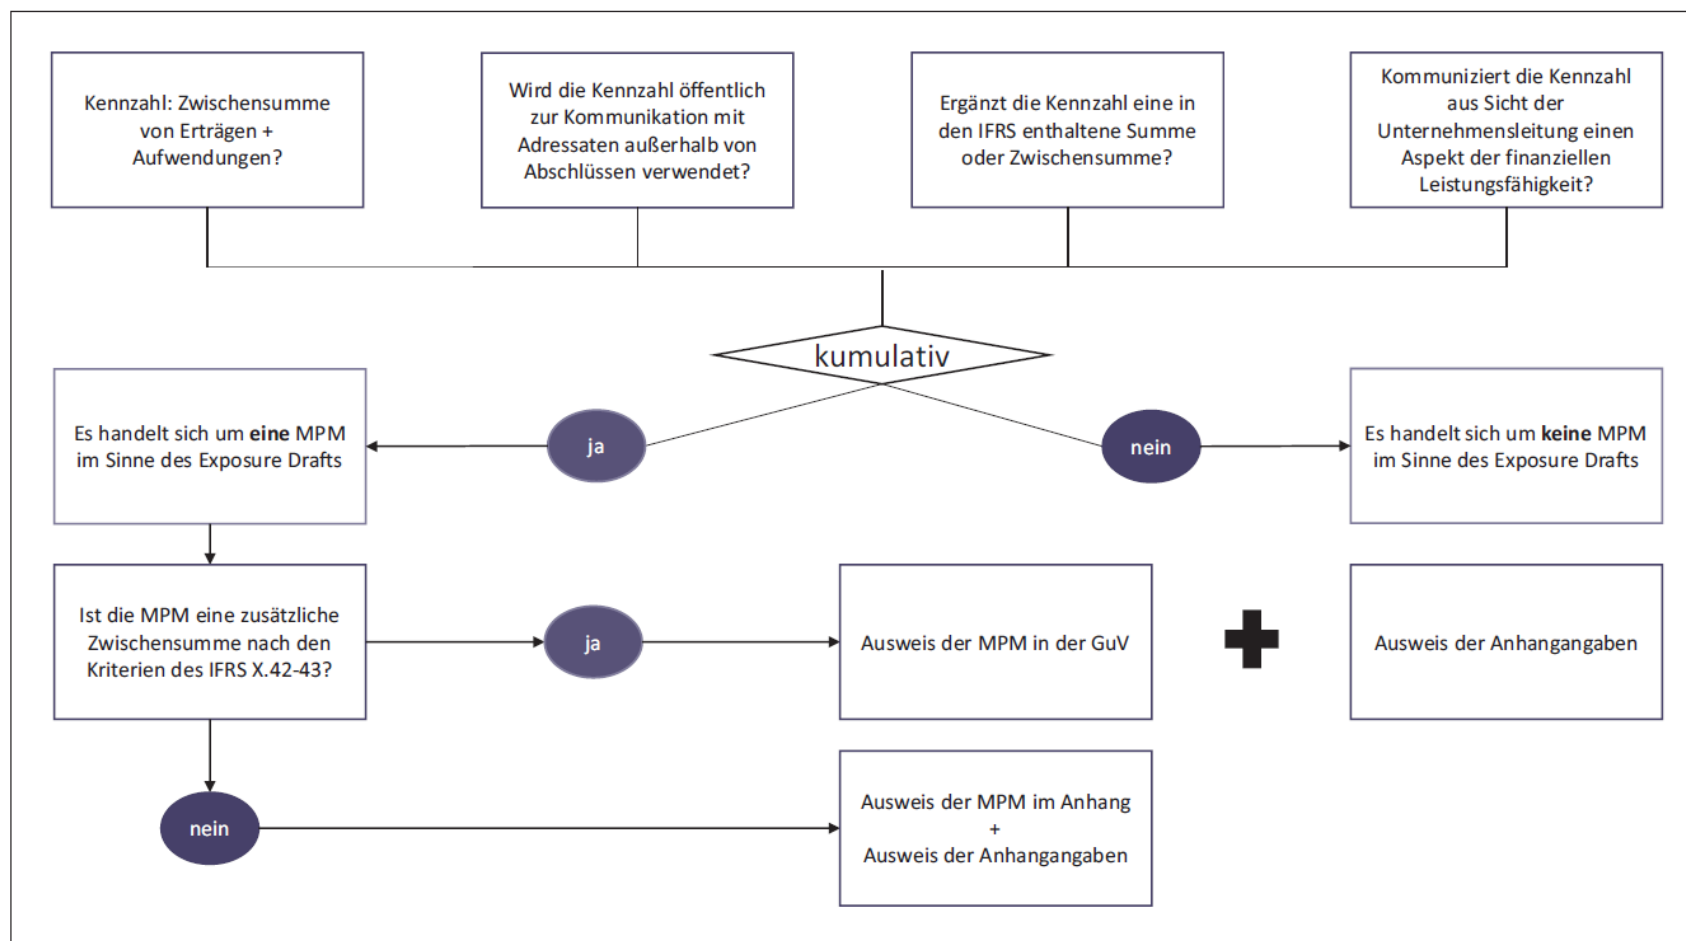 Kennzahl: Zwischensumme
von Erträgen +
Aufwendungen?
Wird die Kennzahl öffentlich
zur Kommunikation mit
Adressaten außerhalb von
Abschlüssen verwendet?
Ergänzt die Kennzahl eine in
den IFRS enthaltene Summe
oder Zwischensumme?
Kommuniziert die Kennzahl
aus Sicht der
Unternehmensleitung einen
Aspekt der finanziellen
Leistungsfähigkeit?
kumulativ
Es handelt sich um eine MPM
im Sinne des Exposure Drafts
ja
nein
Es handelt sich um keine MPM
im Sinne des Exposure Drafts
Ist die MPM eine zusätzliche
Zwischensumme nach den
Kriterien des IFRS X.42-43?
ja
Ausweis der MPM in der GuV
Ausweis der Anhangangaben
nein
Ausweis der MPM im Anhang
+
Ausweis der Anhangangaben